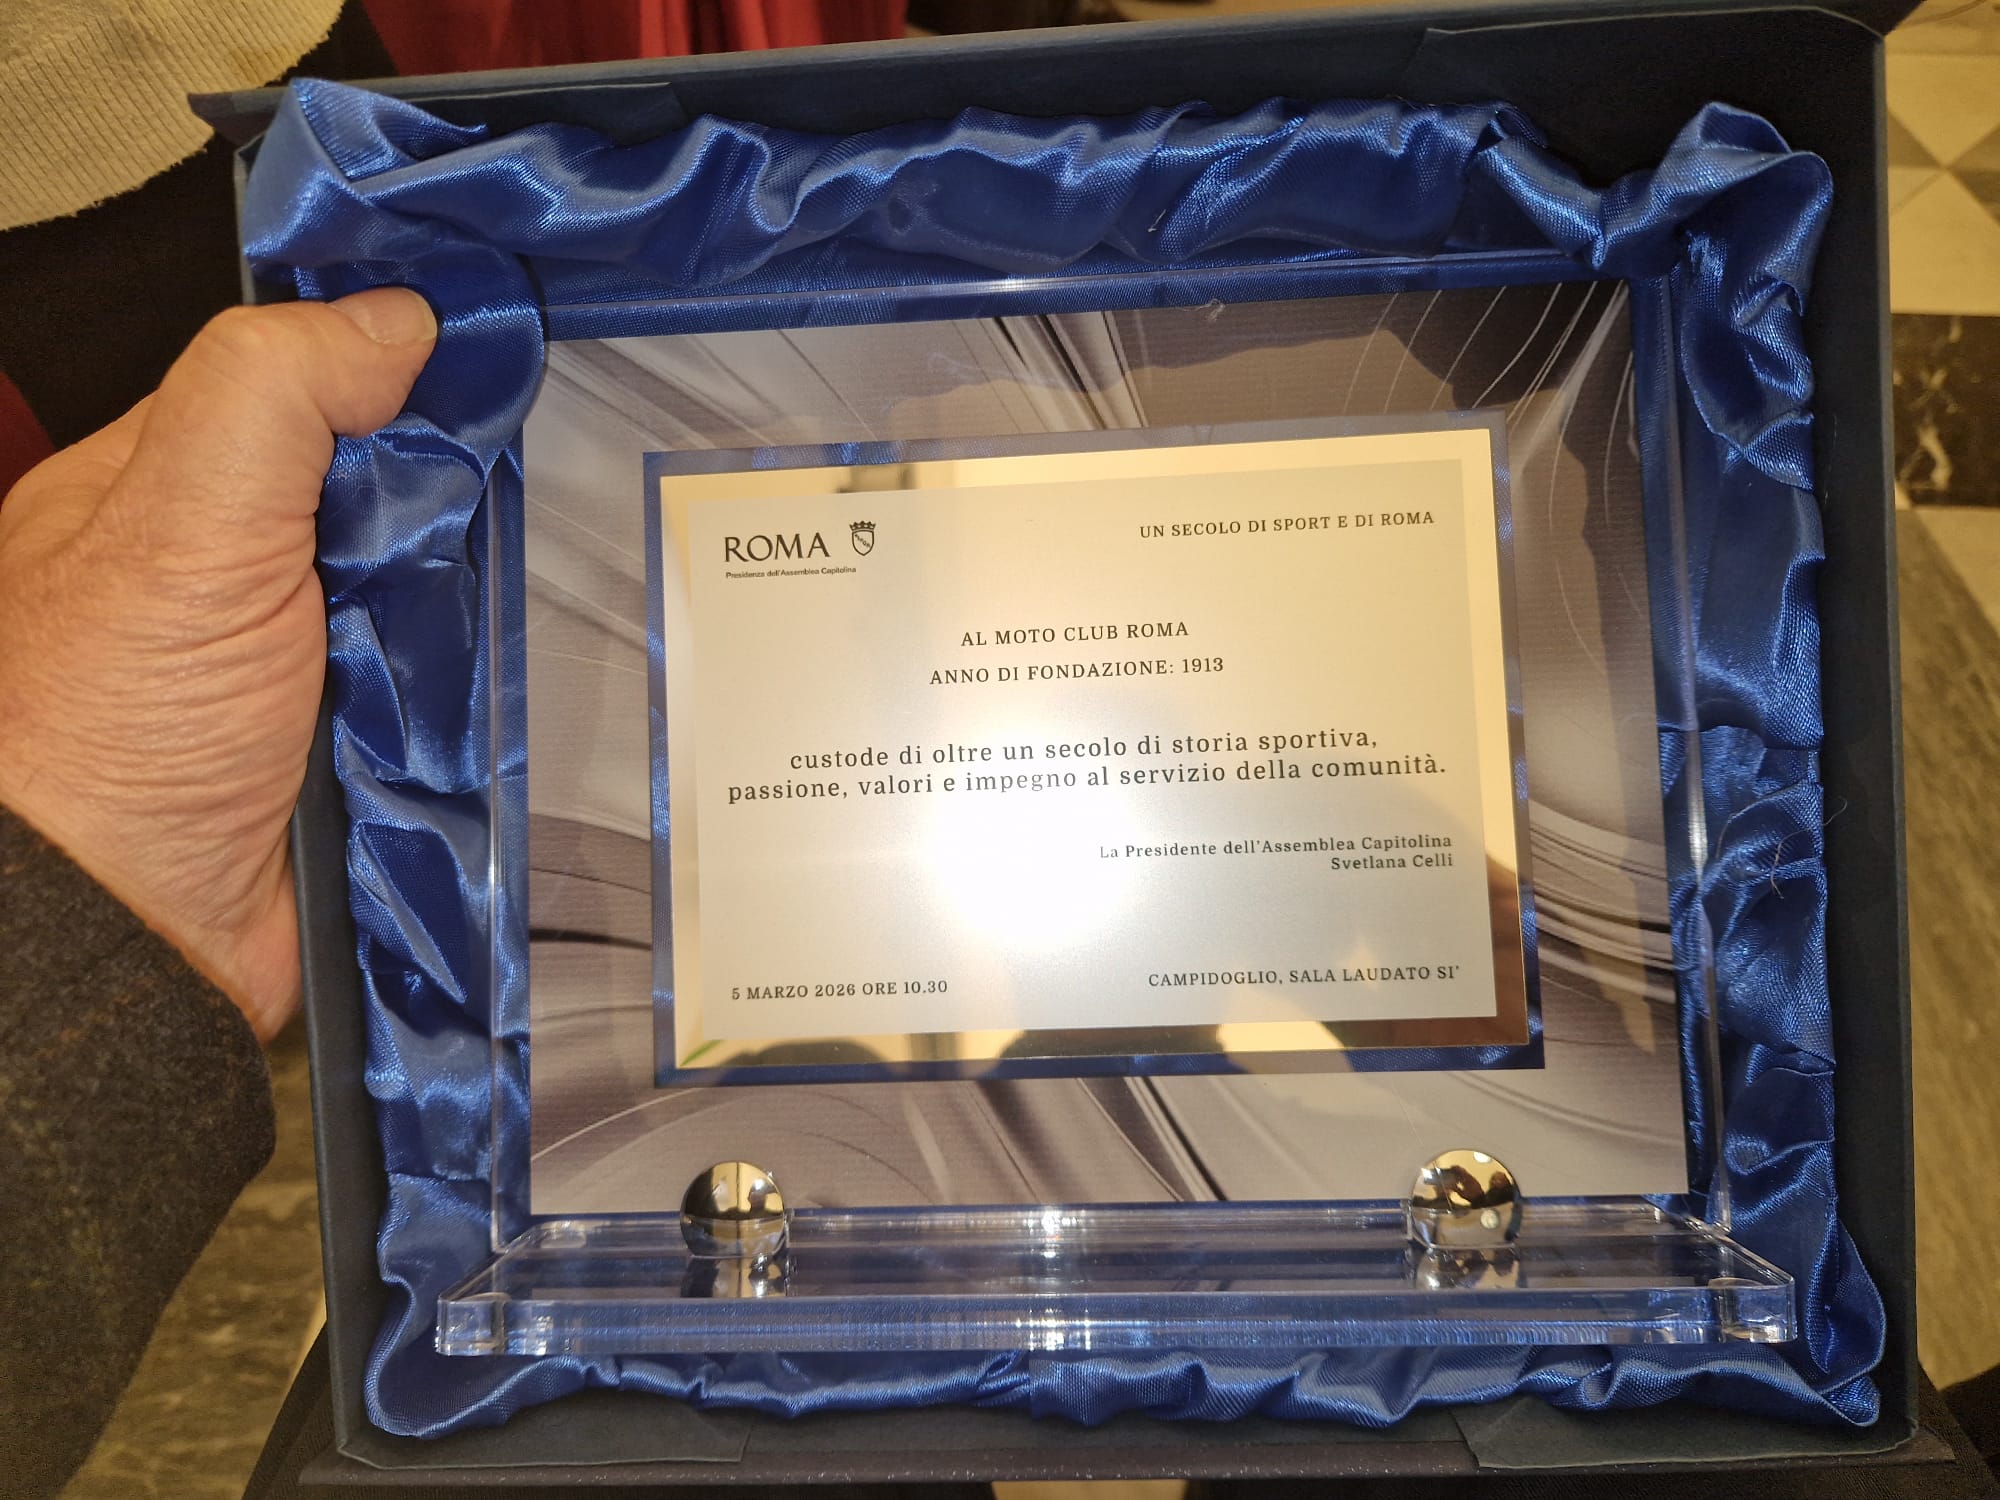 ROMA
Presidenza dell'Assemblea Capitolina
UN SECOLO DI SPORT E DI ROMA
AL MOTO CLUB ROMA
ANNO DI FONDAZIONE: 1913
custode di oltre un secolo di storia sportiva,
passione, valori e impegno al servizio della comunità.
La Presidente dell'Assemblea Capitolina
Svetlana Celli
5 MARZO 2026 ORE 10.30
CAMPIDOGLIO, SALA LAUDATO SI'